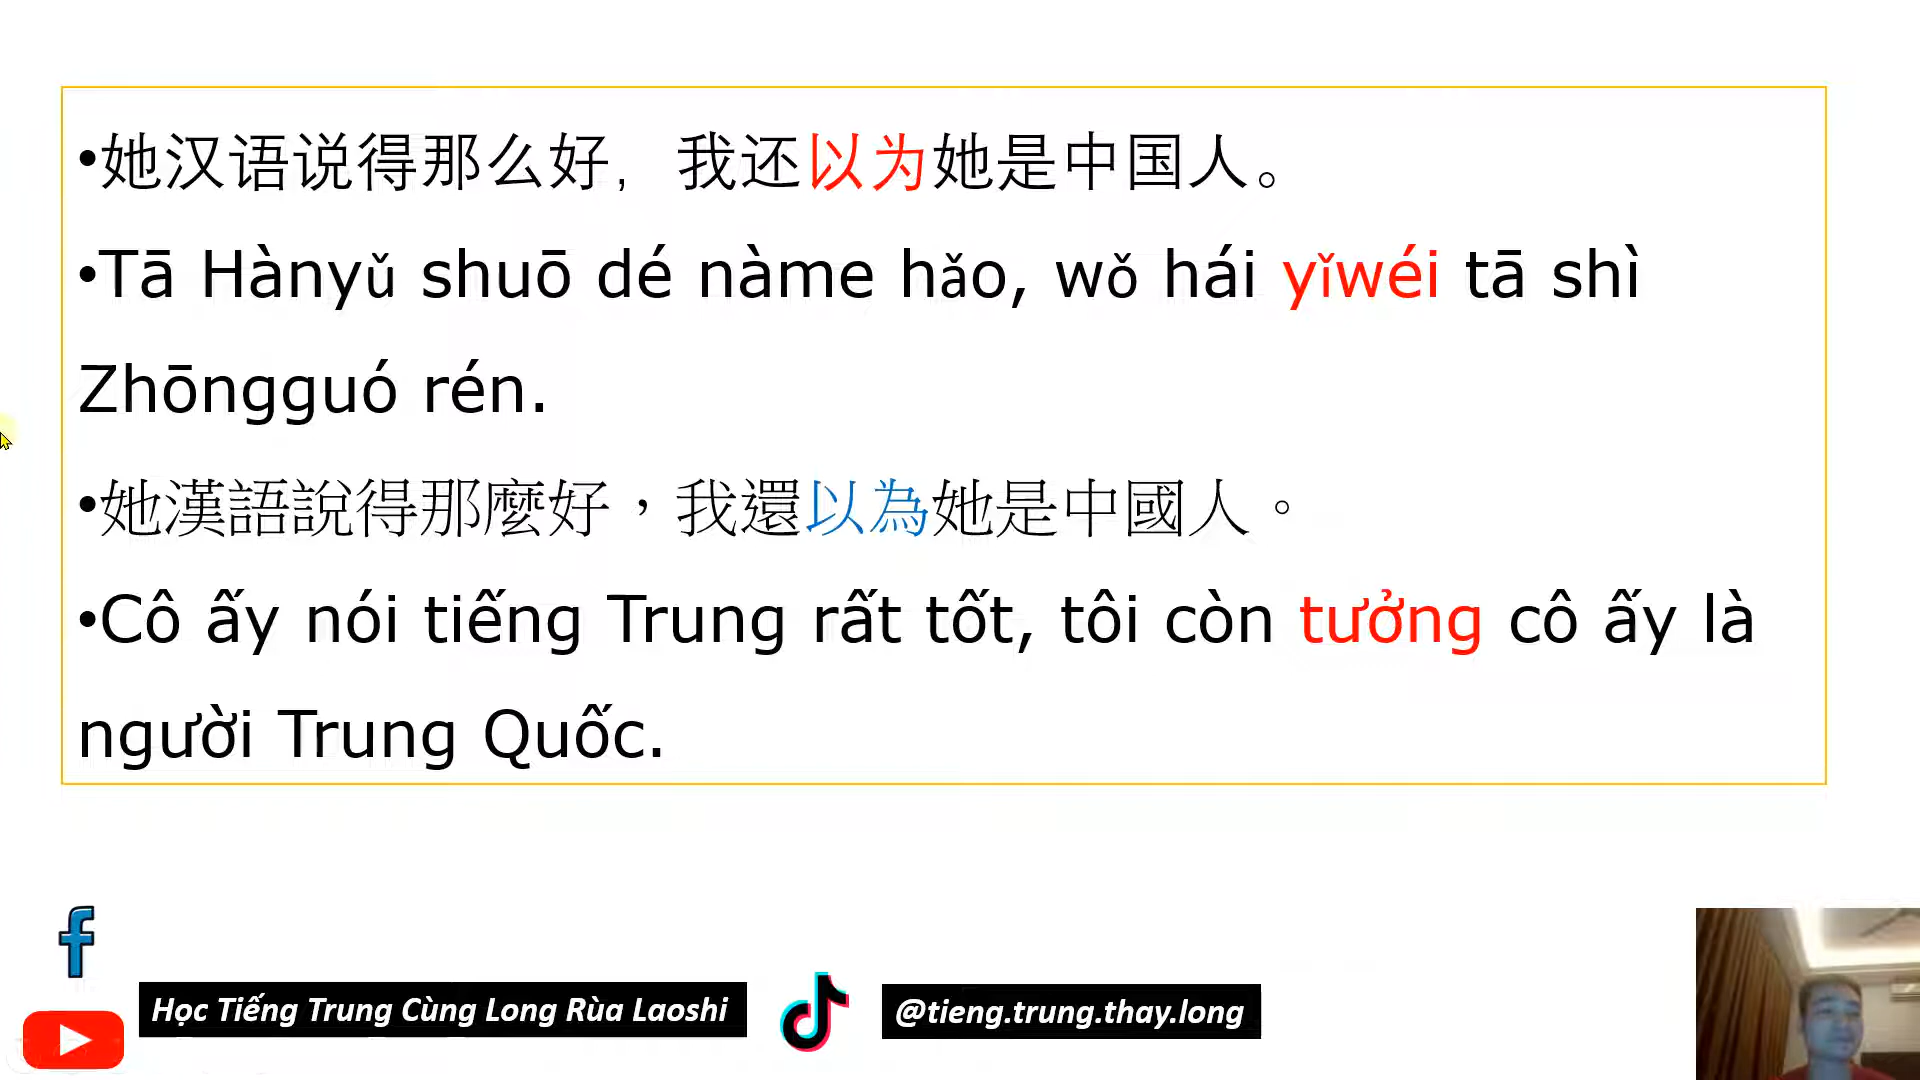 •她汉语说得那么好，我还以为她是中国人。
•Tā Hànyǔ shuō dé nàme hǎo, wǒ hái yǐwéi tā shì
Zhōngguó rén.
•她漢語說得那麼好，我還以為她是中國人。
•Cô ấy nói tiếng Trung rất tốt, tôi còn tưởng cô ấy là
người Trung Quốc.
Học Tiếng Trung Cùng Long Rùa Laoshi
@tieng.trung.thay.long